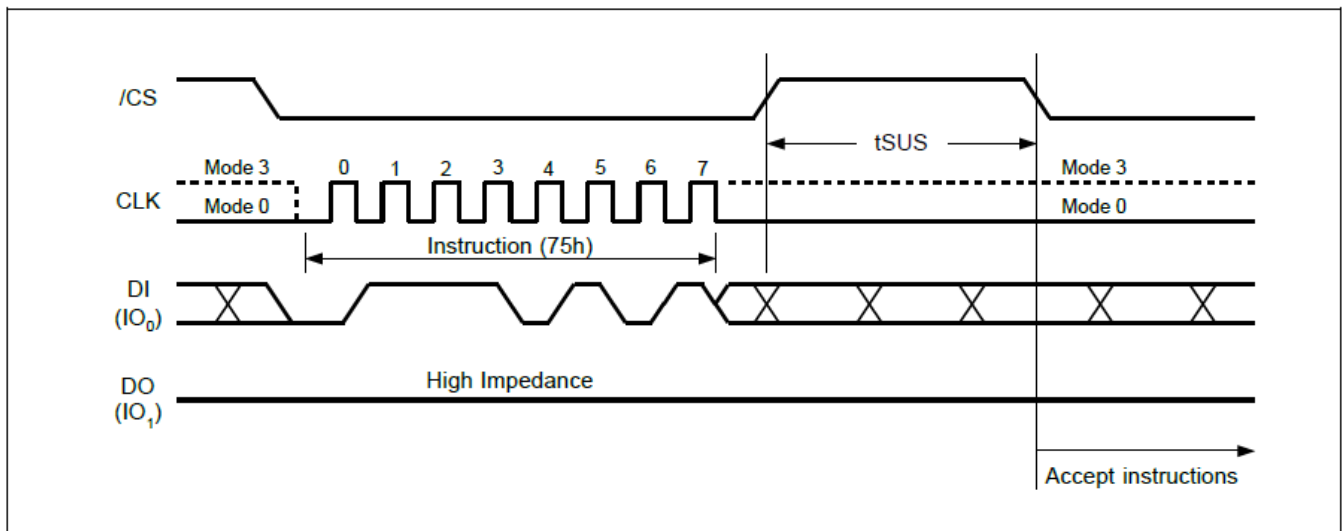 /CS
tSUS
Mode 3 0 1 2 3 4 5 6 7 Mode 3
CLK
Mode 0 Mode 0
Instruction (75h)
DI
(IO0)
High Impedance
DO
(IO1)
Accept instructions